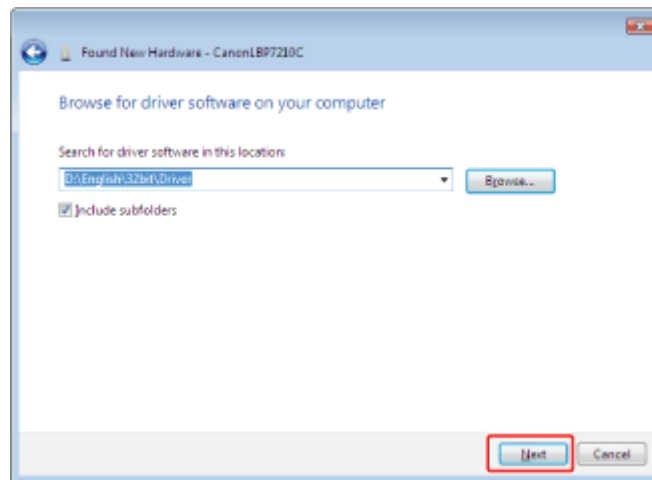 Found New Hardware - CanonLBP7210C
Browse for driver software on your computer
Search for driver software in this location:
D:\English\32bit\Driver
Browse...
Include subfolders
Next
Cancel